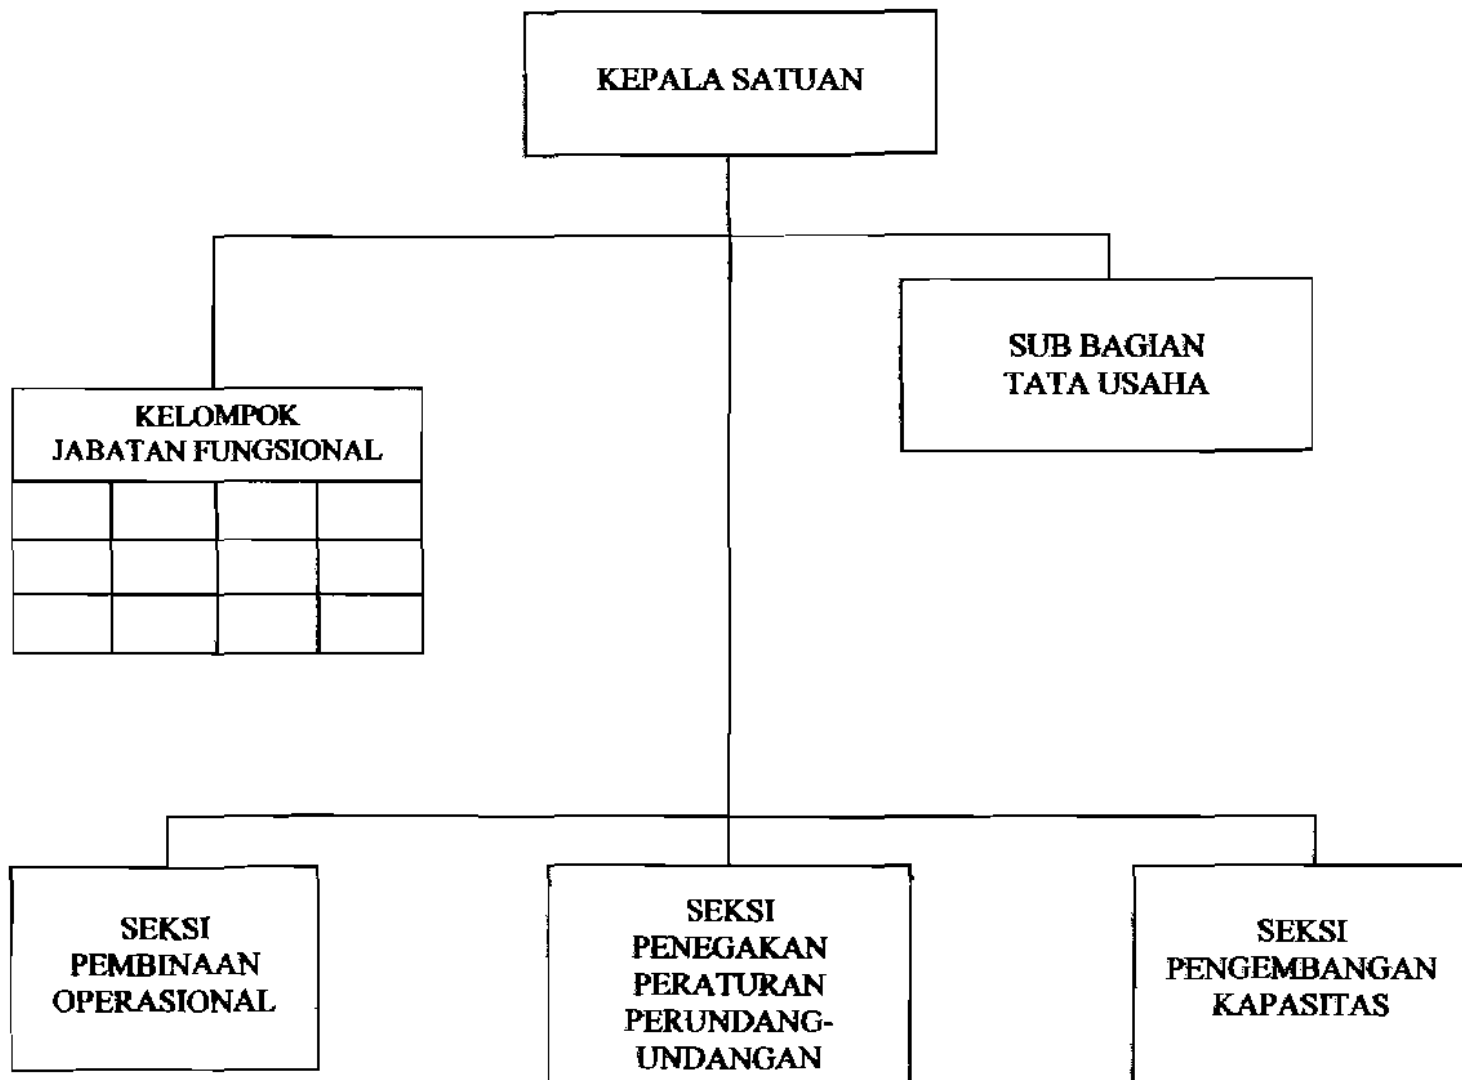 KEPALA SATUAN
SUB BAGIAN
TATA USAHA
KELOMPOK
JABATAN FUNGSIONAL
SEKSI
PEMBINAAN
OPERASIONAL
SEKSI
PENEGAKAN
PERATURAN
PERUNDANG-
UNDANGAN
SEKSI
PENGEMBANGAN
KAPASITAS